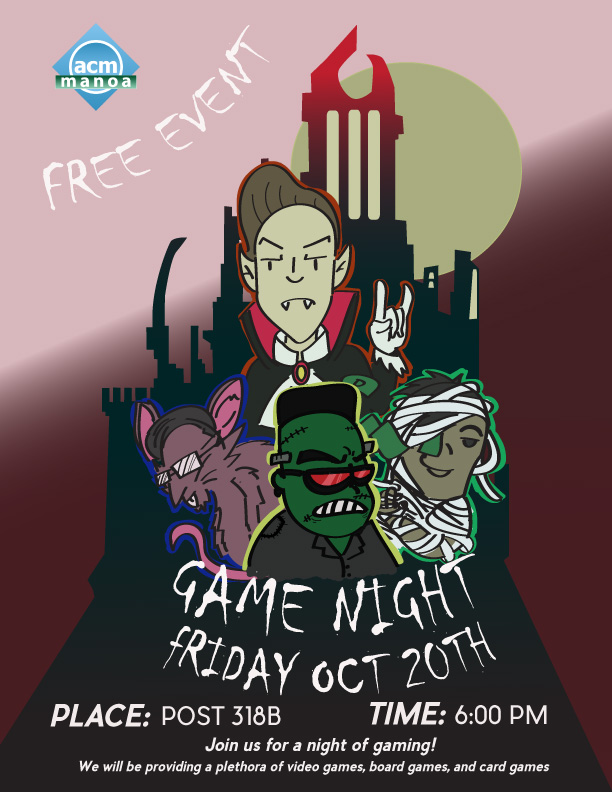 acm
manoa
FREE EVENT
GAME NIGHT
FRIDAY OCT 20TH
PLACE: POST 318B
TIME: 6:00 PM
Join us for a night of gaming!
We will be providing a plethora of video games, board games, and card games